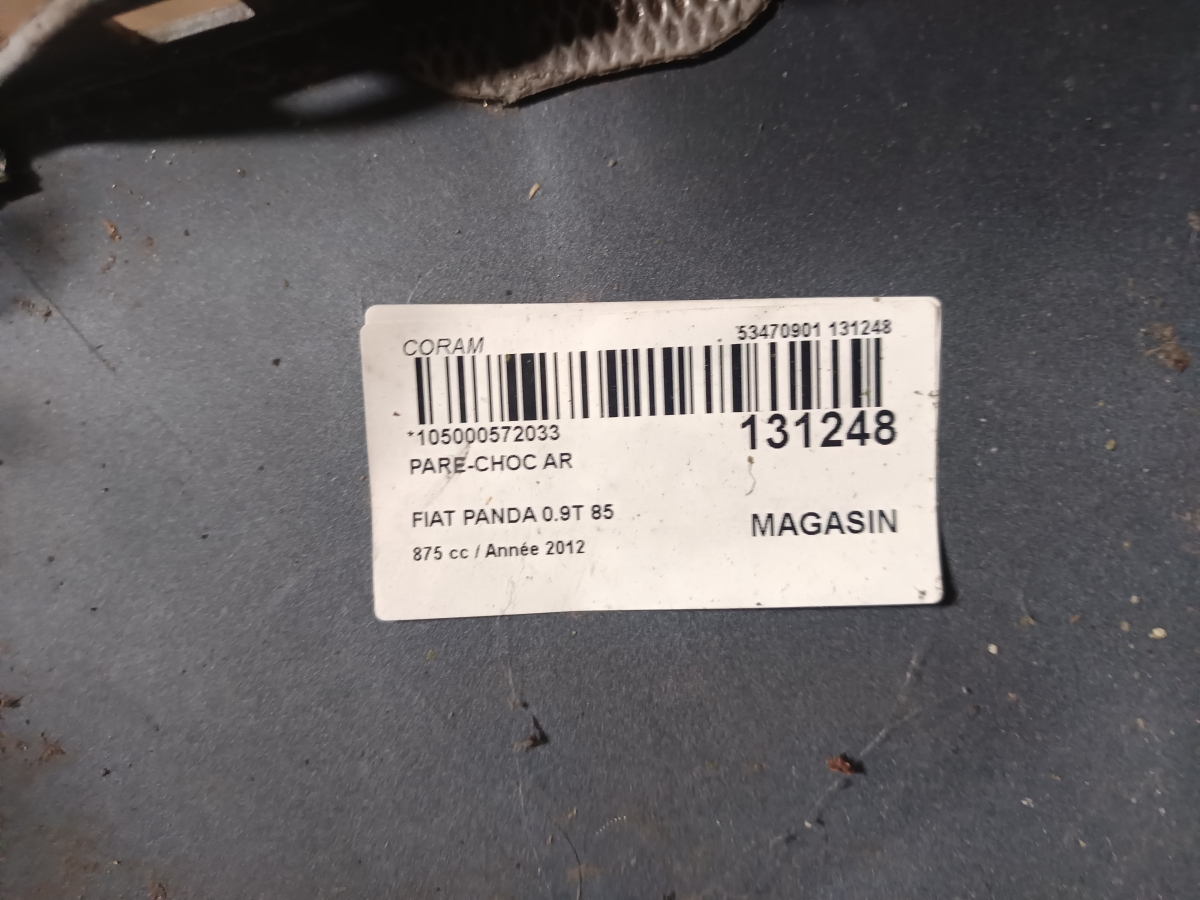 CORAM 53470901 131248
*105000572033 131248
PARE-CHOC AR
FIAT PANDA 0.9T 85 MAGASIN
875 cc / Année 2012